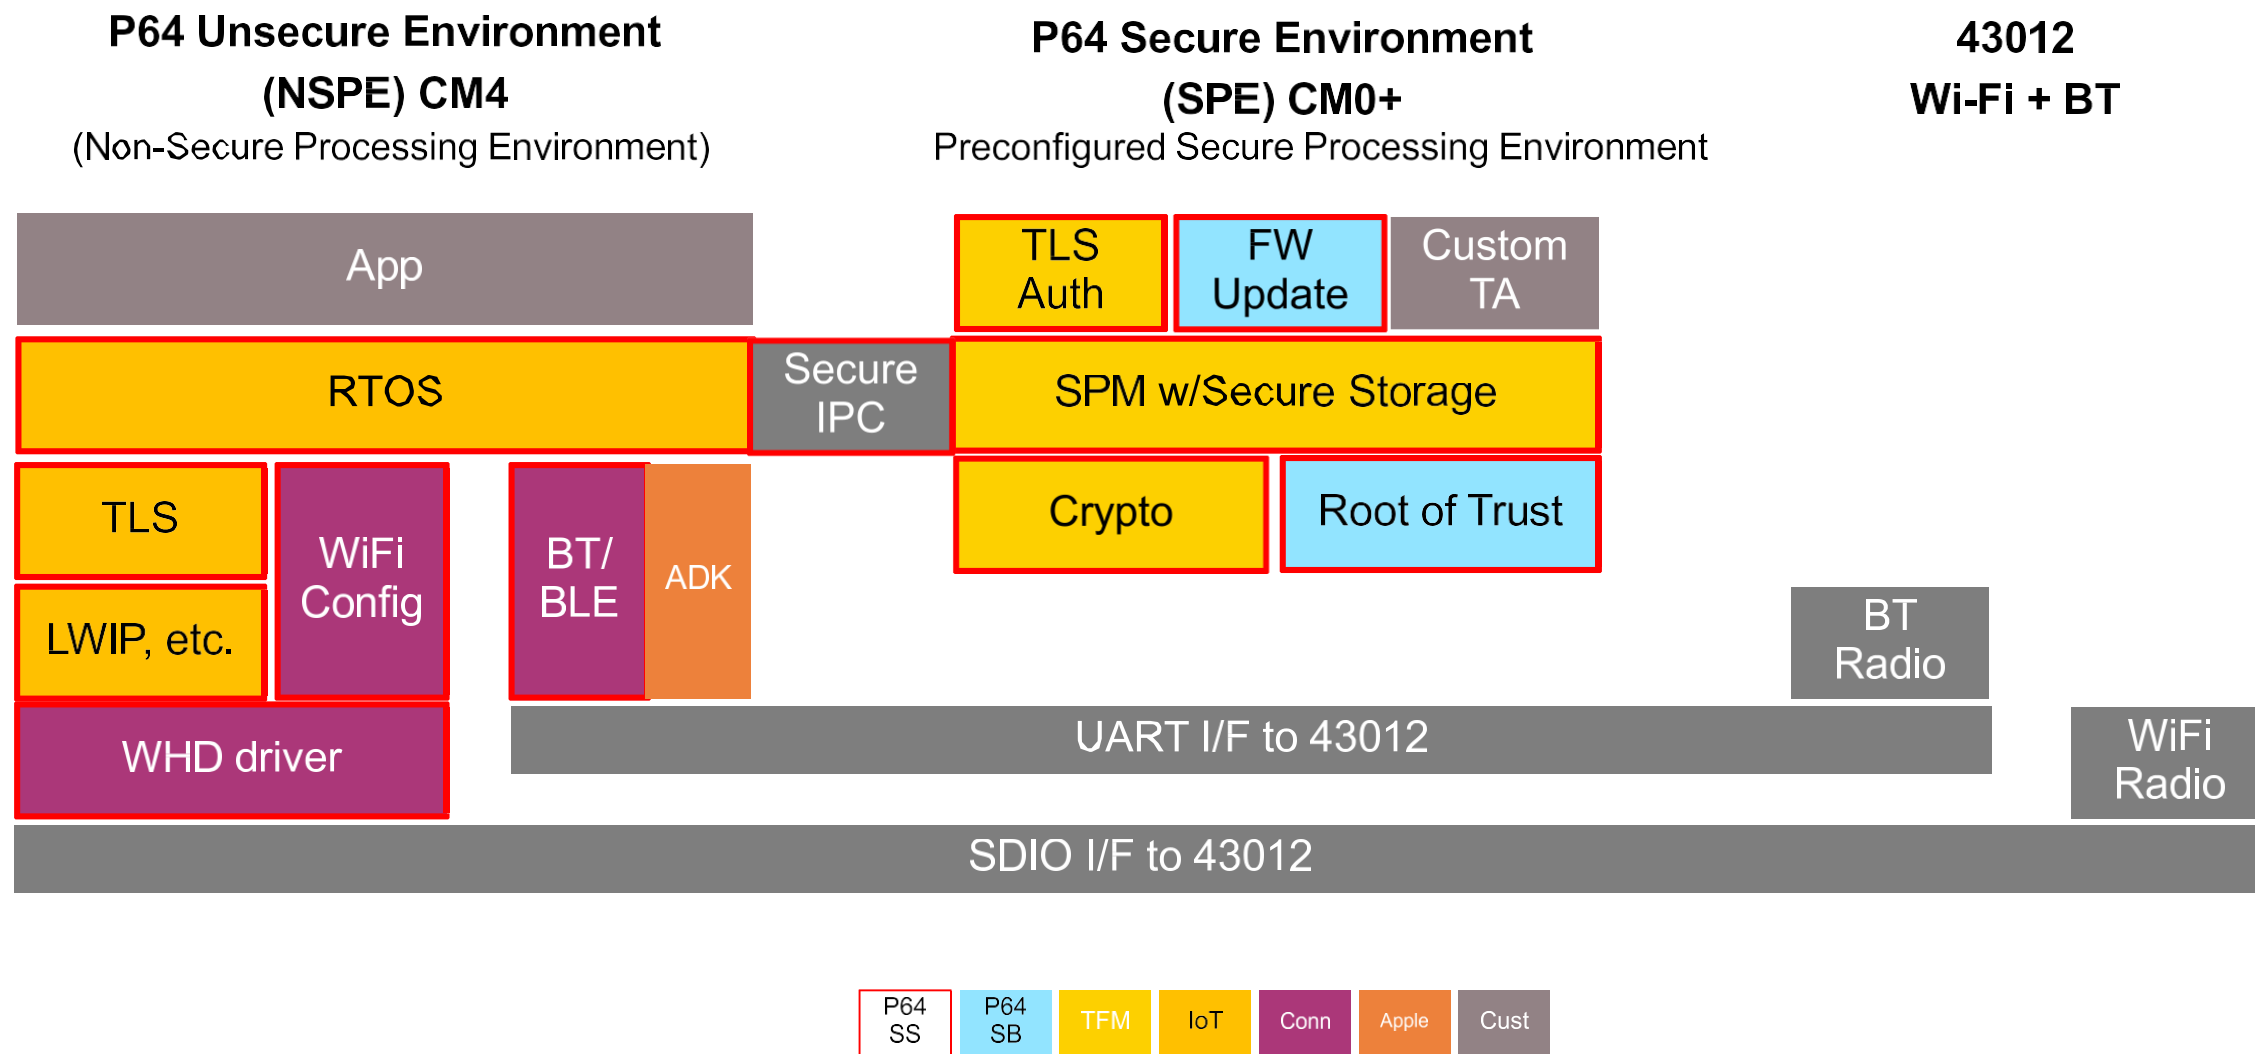 P64 Unsecure Environment
(NSPE) CM4
(Non-Secure Processing Environment)
P64 Secure Environment
(SPE) CM0+
Preconfigured Secure Processing Environment
43012
Wi-Fi + BT
App
TLS
Auth
FW
Update
Custom
TA
RTOS
Secure
IPC
SPM w/Secure Storage
TLS
WiFi
Config
BT/
BLE
ADK
Crypto
Root of Trust
LWIP, etc.
BT
Radio
WHD driver
UART I/F to 43012
WiFi
Radio
SDIO I/F to 43012
P64
SS
P64
SB
TFM
IoT
Conn
Apple
Cust